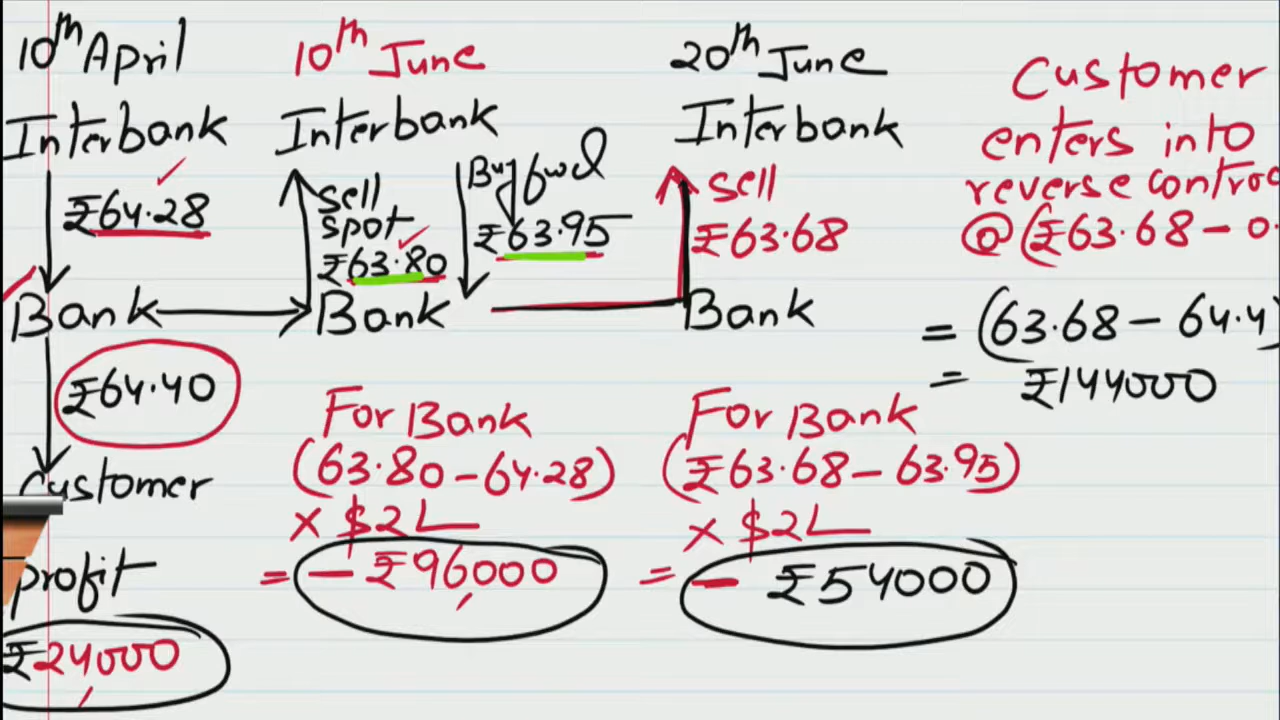 10th April
Interbank
₹64.28
Bank
₹64.40
Customer
profit
₹24000
10th June
Interbank
Sell
spot
₹63.80
Buy fwd
₹63.95
Bank
For Bank
(63.80-64.28)
× $2L
= - ₹96000
20th June
Interbank
Sell
₹63.68
Bank
For Bank
(₹63.68-63.95)
× $2L
= - ₹54000
Customer
enters into
reverse contrac
@ (₹63.68-0.
= (63.68-64.4)
= ₹144000